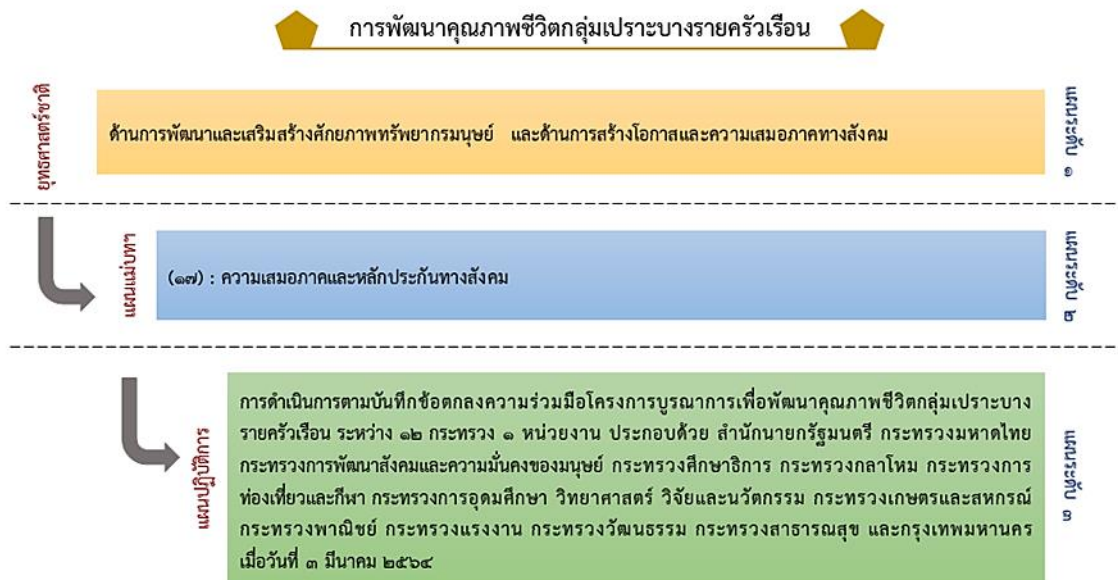 การพัฒนาคุณภาพชีวิตกลุ่มเปราะบางรายครัวเรือน
ยุทธศาสตร์ชาติ
ด้านการพัฒนาและเสริมสร้างศักยภาพทรัพยากรมนุษย์ และด้านการสร้างโอกาสและความเสมอภาคทางสังคม
แผนระดับ ๑
แผนแม่บทฯ
(๑๗) : ความเสมอภาคและหลักประกันทางสังคม
แผนระดับ ๒
แผนปฏิบัติการ
การดำเนินการตามบันทึกข้อตกลงความร่วมมือโครงการบูรณาการเพื่อพัฒนาคุณภาพชีวิตกลุ่มเปราะบาง
รายครัวเรือน ระหว่าง ๑๒ กระทรวง ๑ หน่วยงาน ประกอบด้วย สำนักนายกรัฐมนตรี กระทรวงมหาดไทย
กระทรวงการพัฒนาสังคมและความมั่นคงของมนุษย์ กระทรวงศึกษาธิการ กระทรวงกลาโหม กระทรวงการ
ท่องเที่ยวและกีฬา กระทรวงการอุดมศึกษา วิทยาศาสตร์ วิจัยและนวัตกรรม กระทรวงเกษตรและสหกรณ์
กระทรวงพาณิชย์ กระทรวงแรงงาน กระทรวงวัฒนธรรม กระทรวงสาธารณสุข และกรุงเทพมหานคร
เมื่อวันที่ ๓ มีนาคม ๒๕๖๔
แผนระดับ ๓